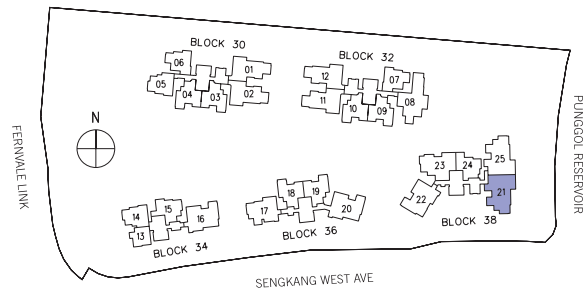 BLOCK 30
06
01
05
04
03
02
BLOCK 32
12
07
11
10
09
08
N
FERNVALE LINK
PUNGGOL RESERVOIR
25
23
24
22
21
BLOCK 38
18
19
17
20
BLOCK 36
14
15
16
13
BLOCK 34
SENGKANG WEST AVE